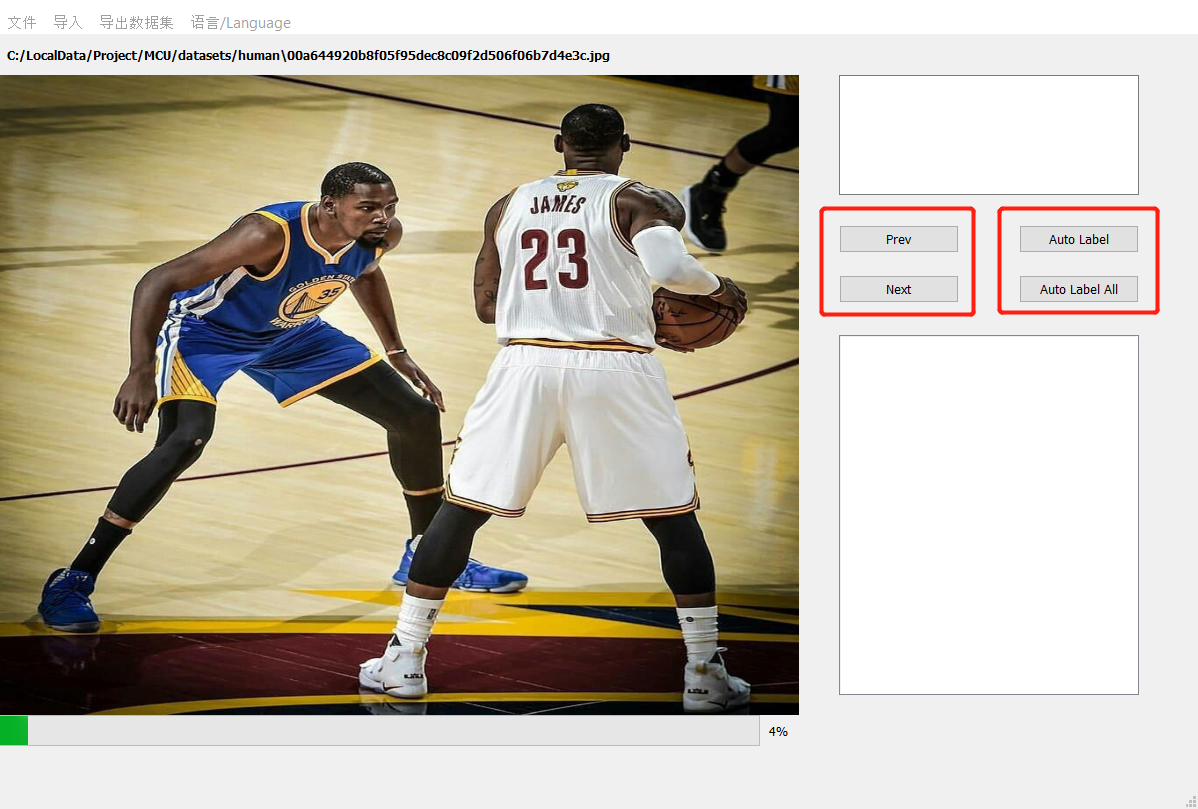 文件 导入 导出数据集 语言/Language
C:/LocalData/Project/MCU/datasets/human\00a644920b8f05f95dec8c09f2d506f06b7d4e3c.jpg
JAMES
23
GOLDEN STATE
35
WARRIORS
Prev
Auto Label
Next
Auto Label All
4%